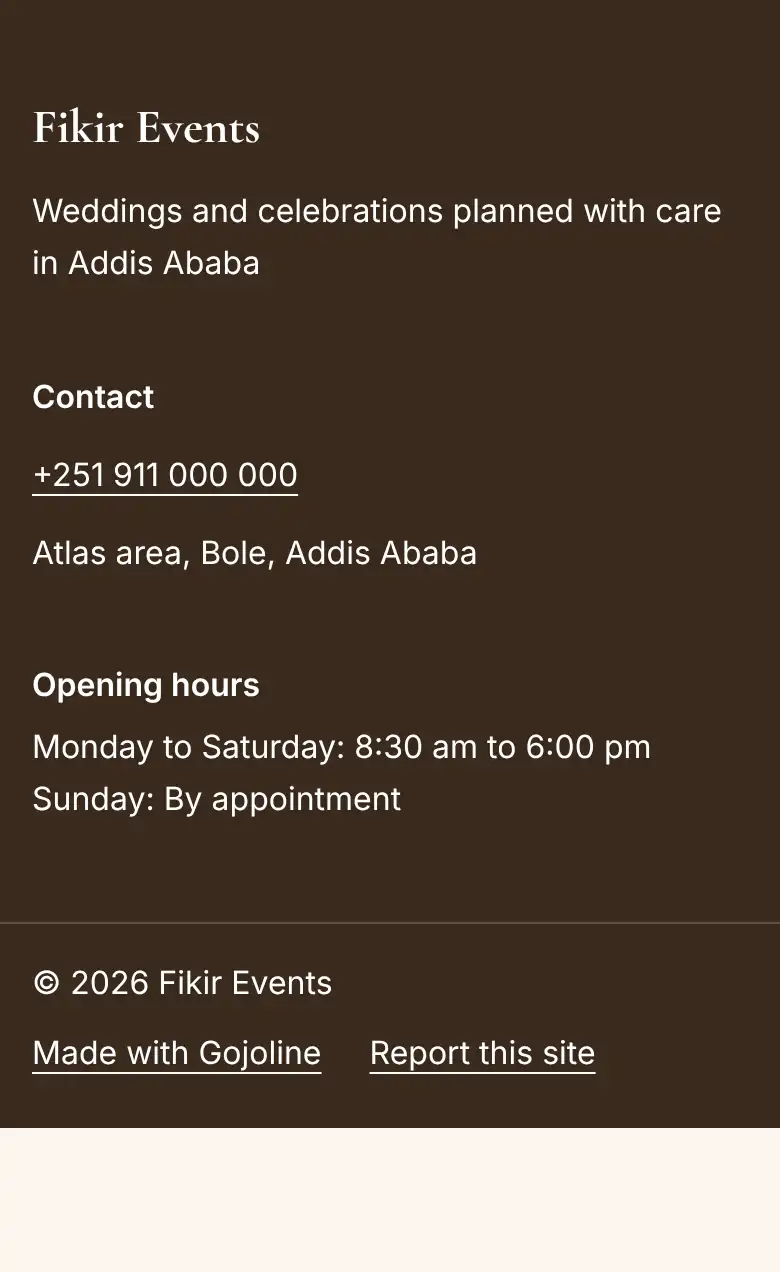 Fikir Events
Weddings and celebrations planned with care
in Addis Ababa
Contact
+251 911 000 000
Atlas area, Bole, Addis Ababa
Opening hours
Monday to Saturday: 8:30 am to 6:00 pm
Sunday: By appointment
© 2026 Fikir Events
Made with Gojoline Report this site